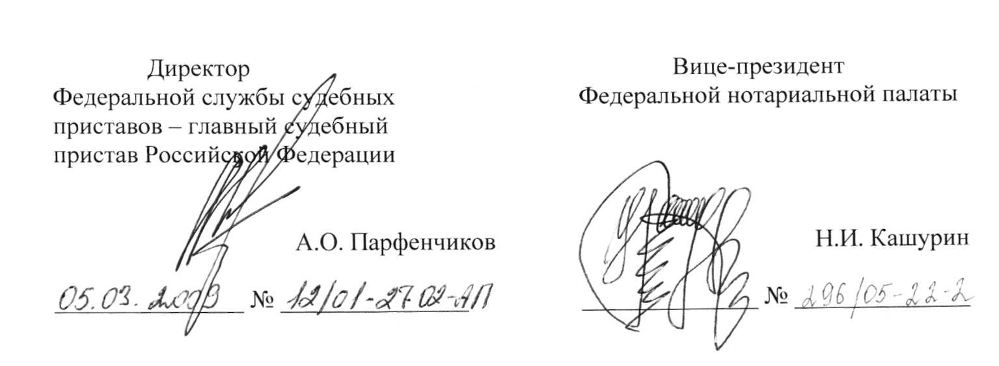 Директор
Федеральной службы судебных
приставов – главный судебный
пристав Российской Федерации
А.О. Парфенчиков
05.03.2009 № 12/01-27.02-АП
Вице-президент
Федеральной нотариальной палаты
Н.И. Кашурин
№ 296/05-22-2